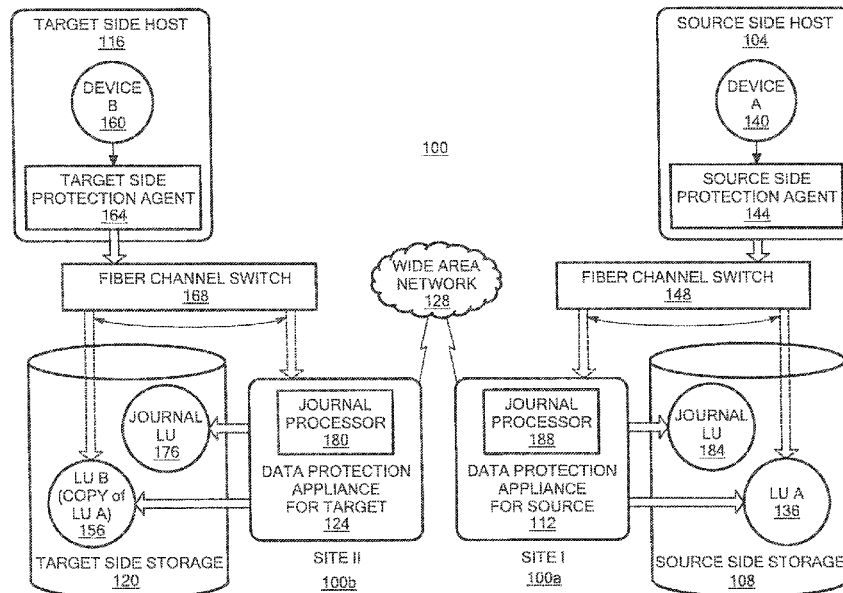 TARGET SIDE HOST
116
DEVICE
B
160
TARGET SIDE
PROTECTION AGENT
164
FIBER CHANNEL SWITCH
168
SOURCE SIDE HOST
104
DEVICE
A
140
SOURCE SIDE
PROTECTION AGENT
144
FIBER CHANNEL SWITCH
148
100
WIDE AREA
NETWORK
128
JOURNAL
LU
176
LU B
(COPY of
LU A)
156
TARGET SIDE STORAGE
120
JOURNAL
PROCESSOR
180
DATA PROTECTION
APPLIANCE
FOR TARGET
124
SITE II
100b
JOURNAL
PROCESSOR
188
DATA PROTECTION
APPLIANCE
FOR SOURCE
112
SITE I
100a
JOURNAL
LU
184
LU A
136
SOURCE SIDE STORAGE
108